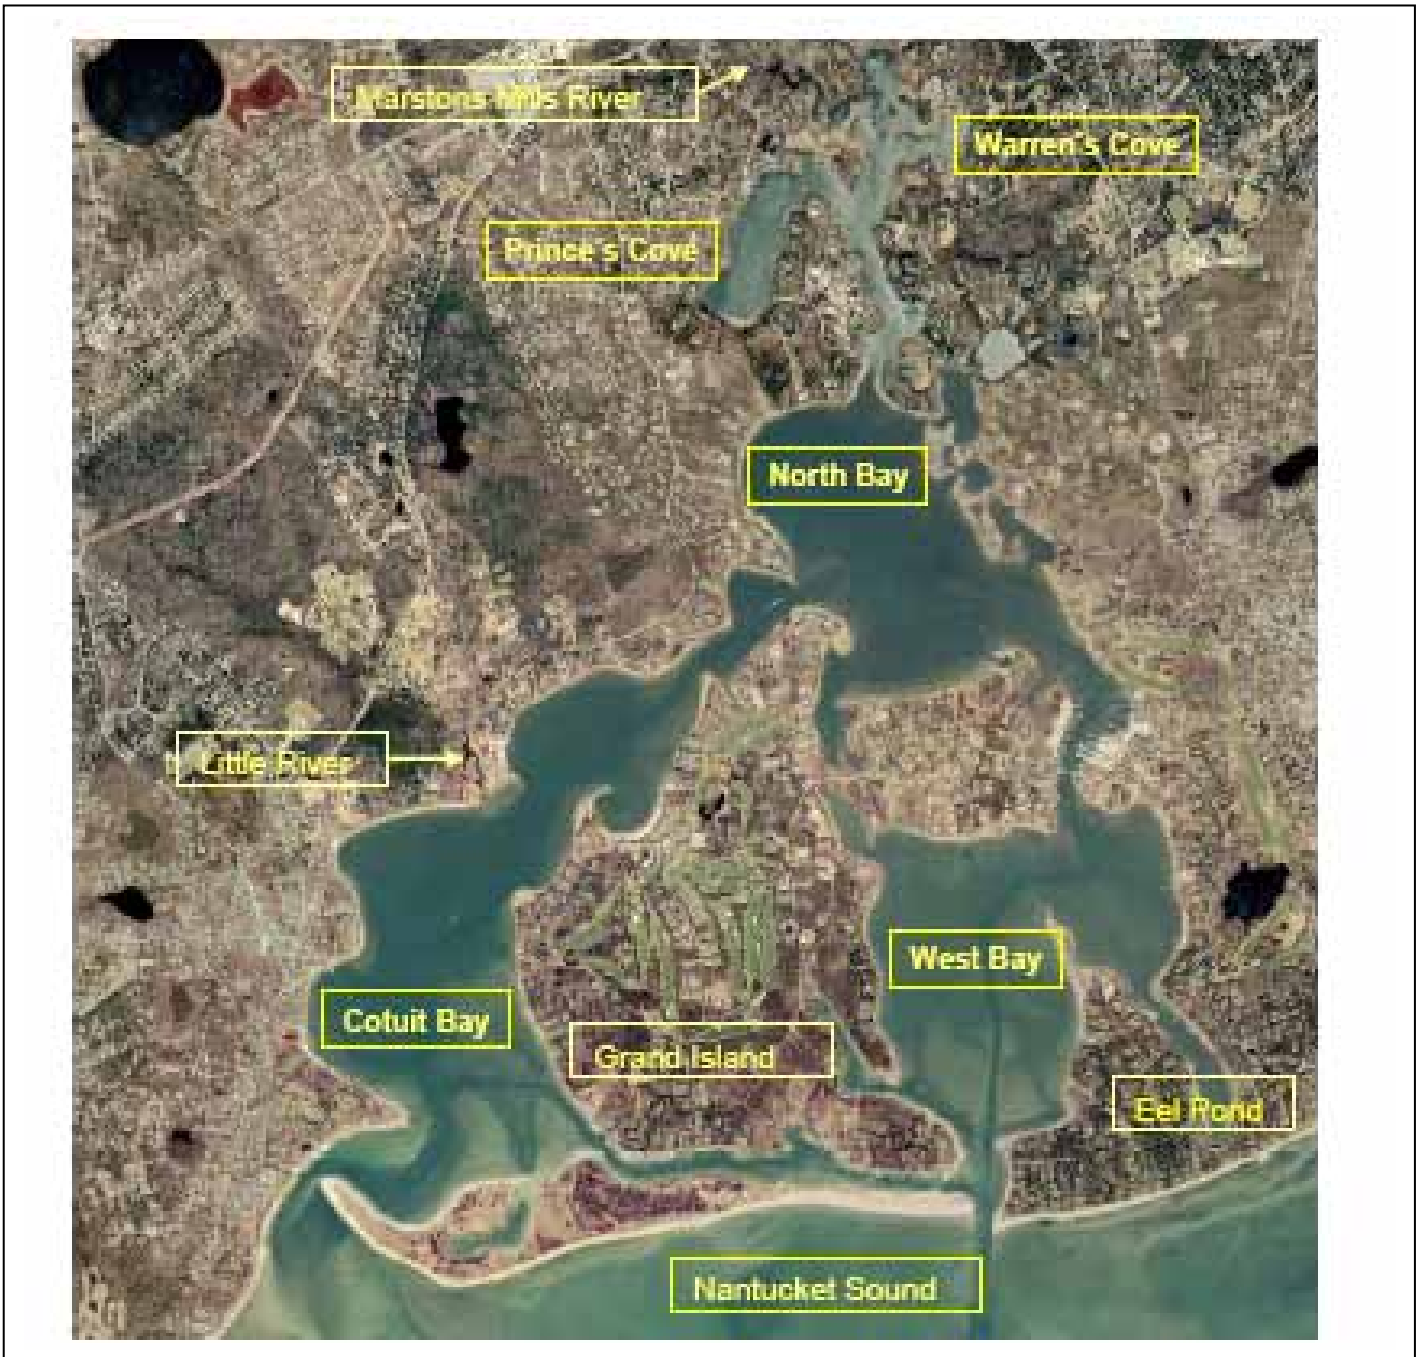 Marstons Mills River
Warren's Cove
Prince's Cove
North Bay
Little River
West Bay
Cotuit Bay
Grand Island
Eel Pond
Nantucket Sound